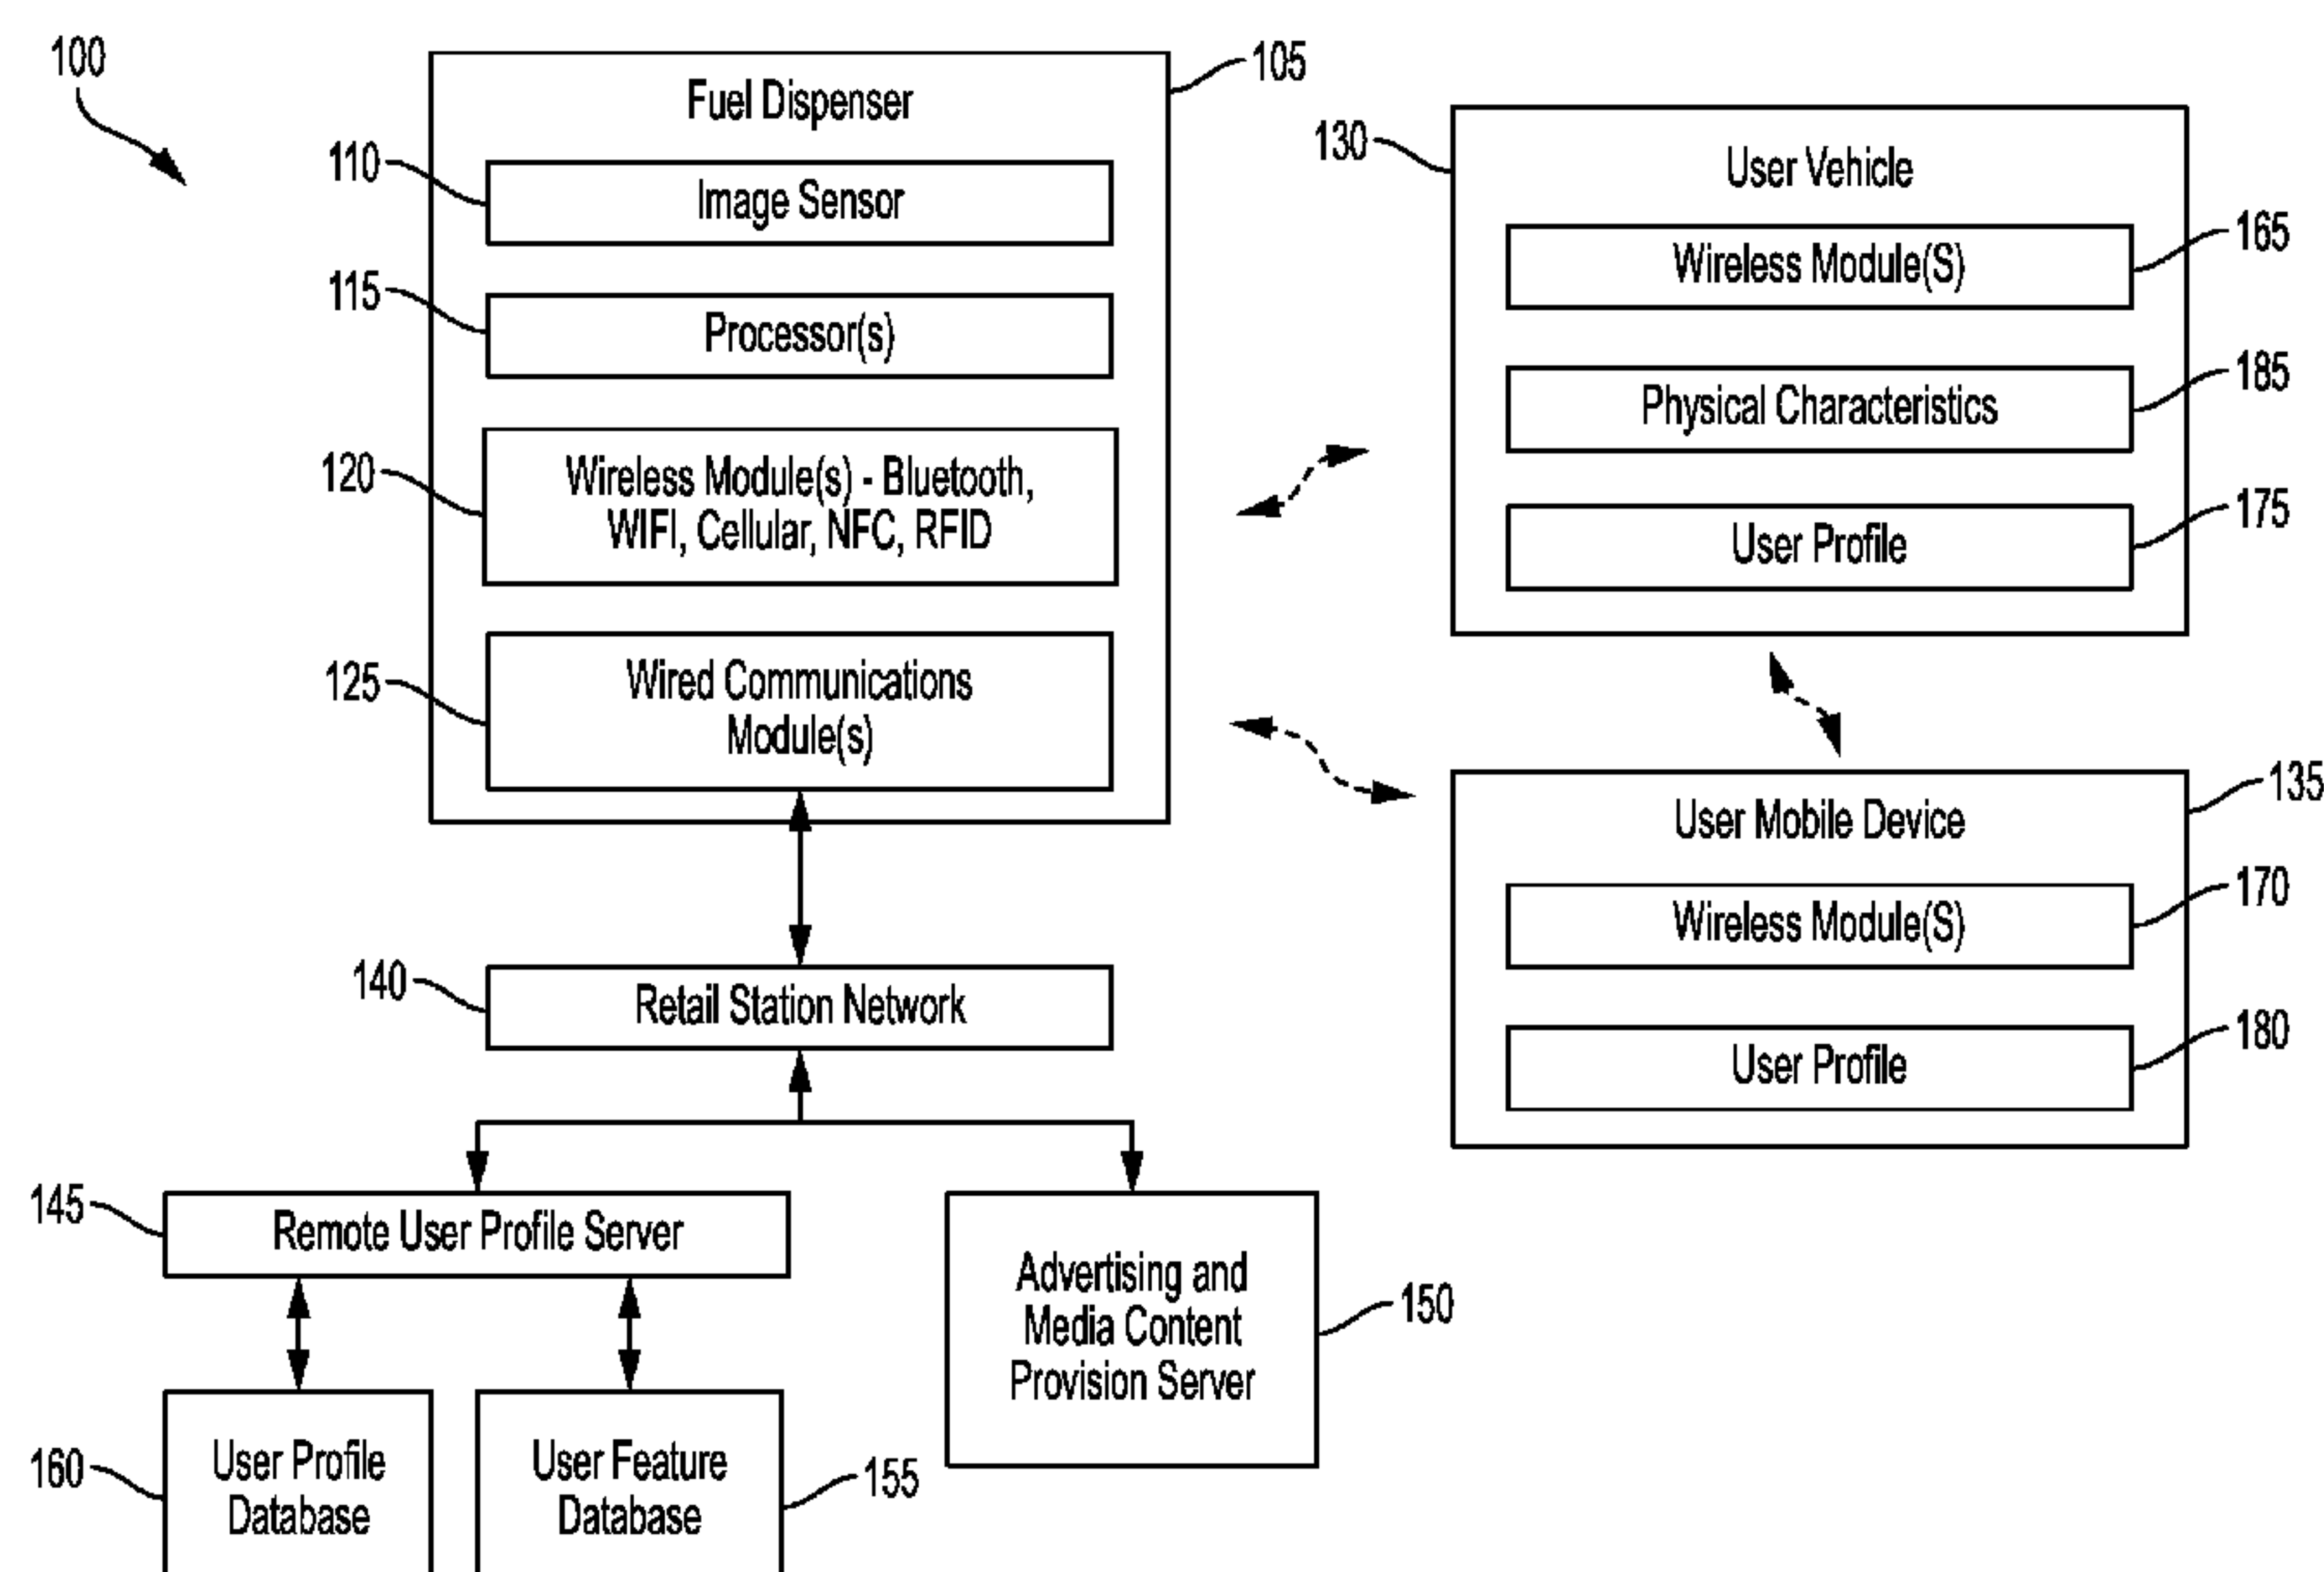 100
Fuel Dispenser
105
110
Image Sensor
115
Processor(s)
120
Wireless Module(s) - Bluetooth,
WIFI, Cellular, NFC, RFID
125
Wired Communications
Module(s)
130
User Vehicle
Wireless Module(S)
165
Physical Characteristics
185
User Profile
175
135
User Mobile Device
Wireless Module(S)
170
User Profile
180
140
Retail Station Network
145
Remote User Profile Server
Advertising and
Media Content
Provision Server
150
160
User Profile
Database
User Feature
Database
155